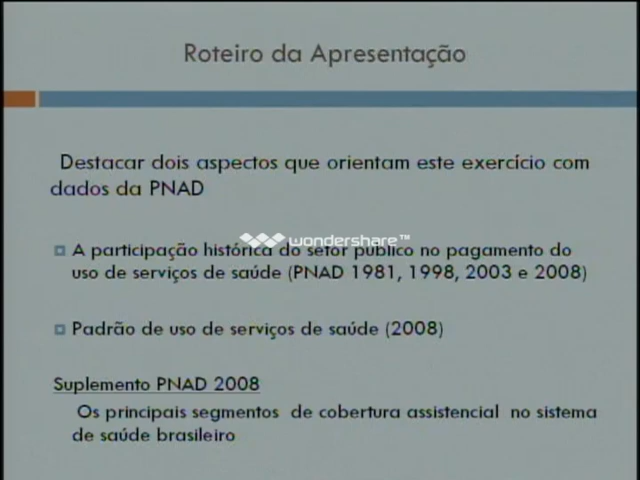 Roteiro da Apresentação
Destacar dois aspectos que orientam este exercício com
dados da PNAD
wondershare™
A participação histórica do setor público no pagamento do
uso de serviços de saúde (PNAD 1981, 1998, 2003 e 2008)
Padrão de uso de serviços de saúde (2008)
Suplemento PNAD 2008
Os principais segmentos de cobertura assistencial no sistema
de saúde brasileiro